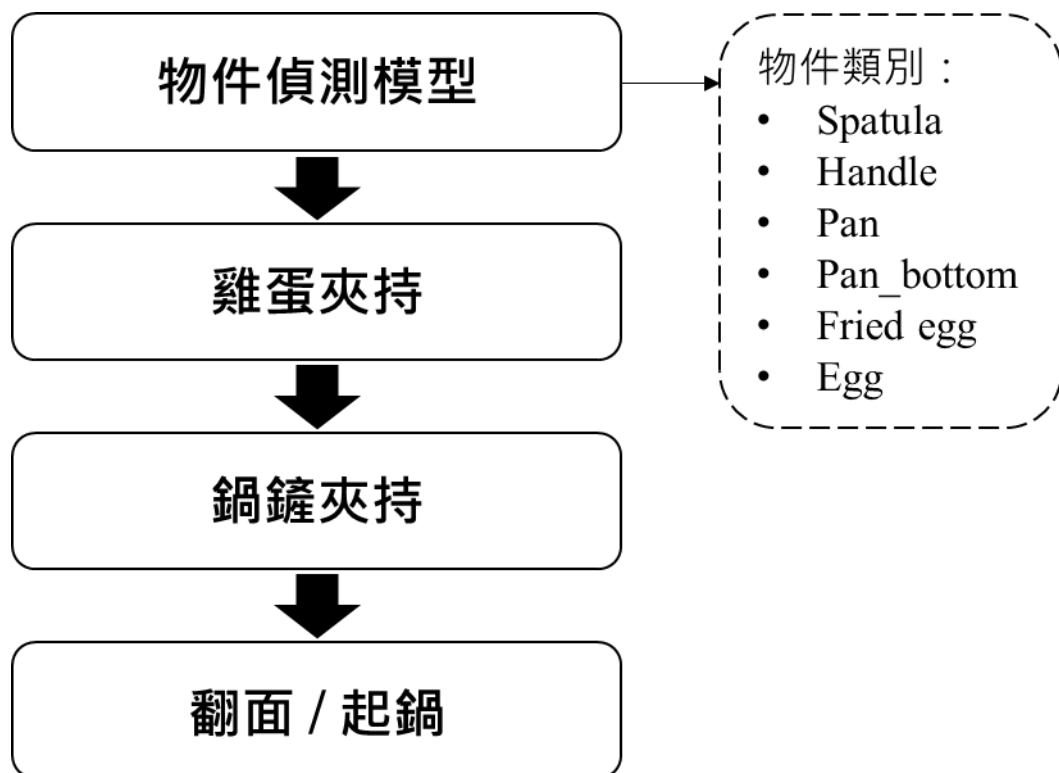 物件偵測模型
物件類別：
• Spatula
• Handle
• Pan
• Pan_bottom
• Fried egg
• Egg
雞蛋夾持
鍋鏟夾持
翻面 / 起鍋